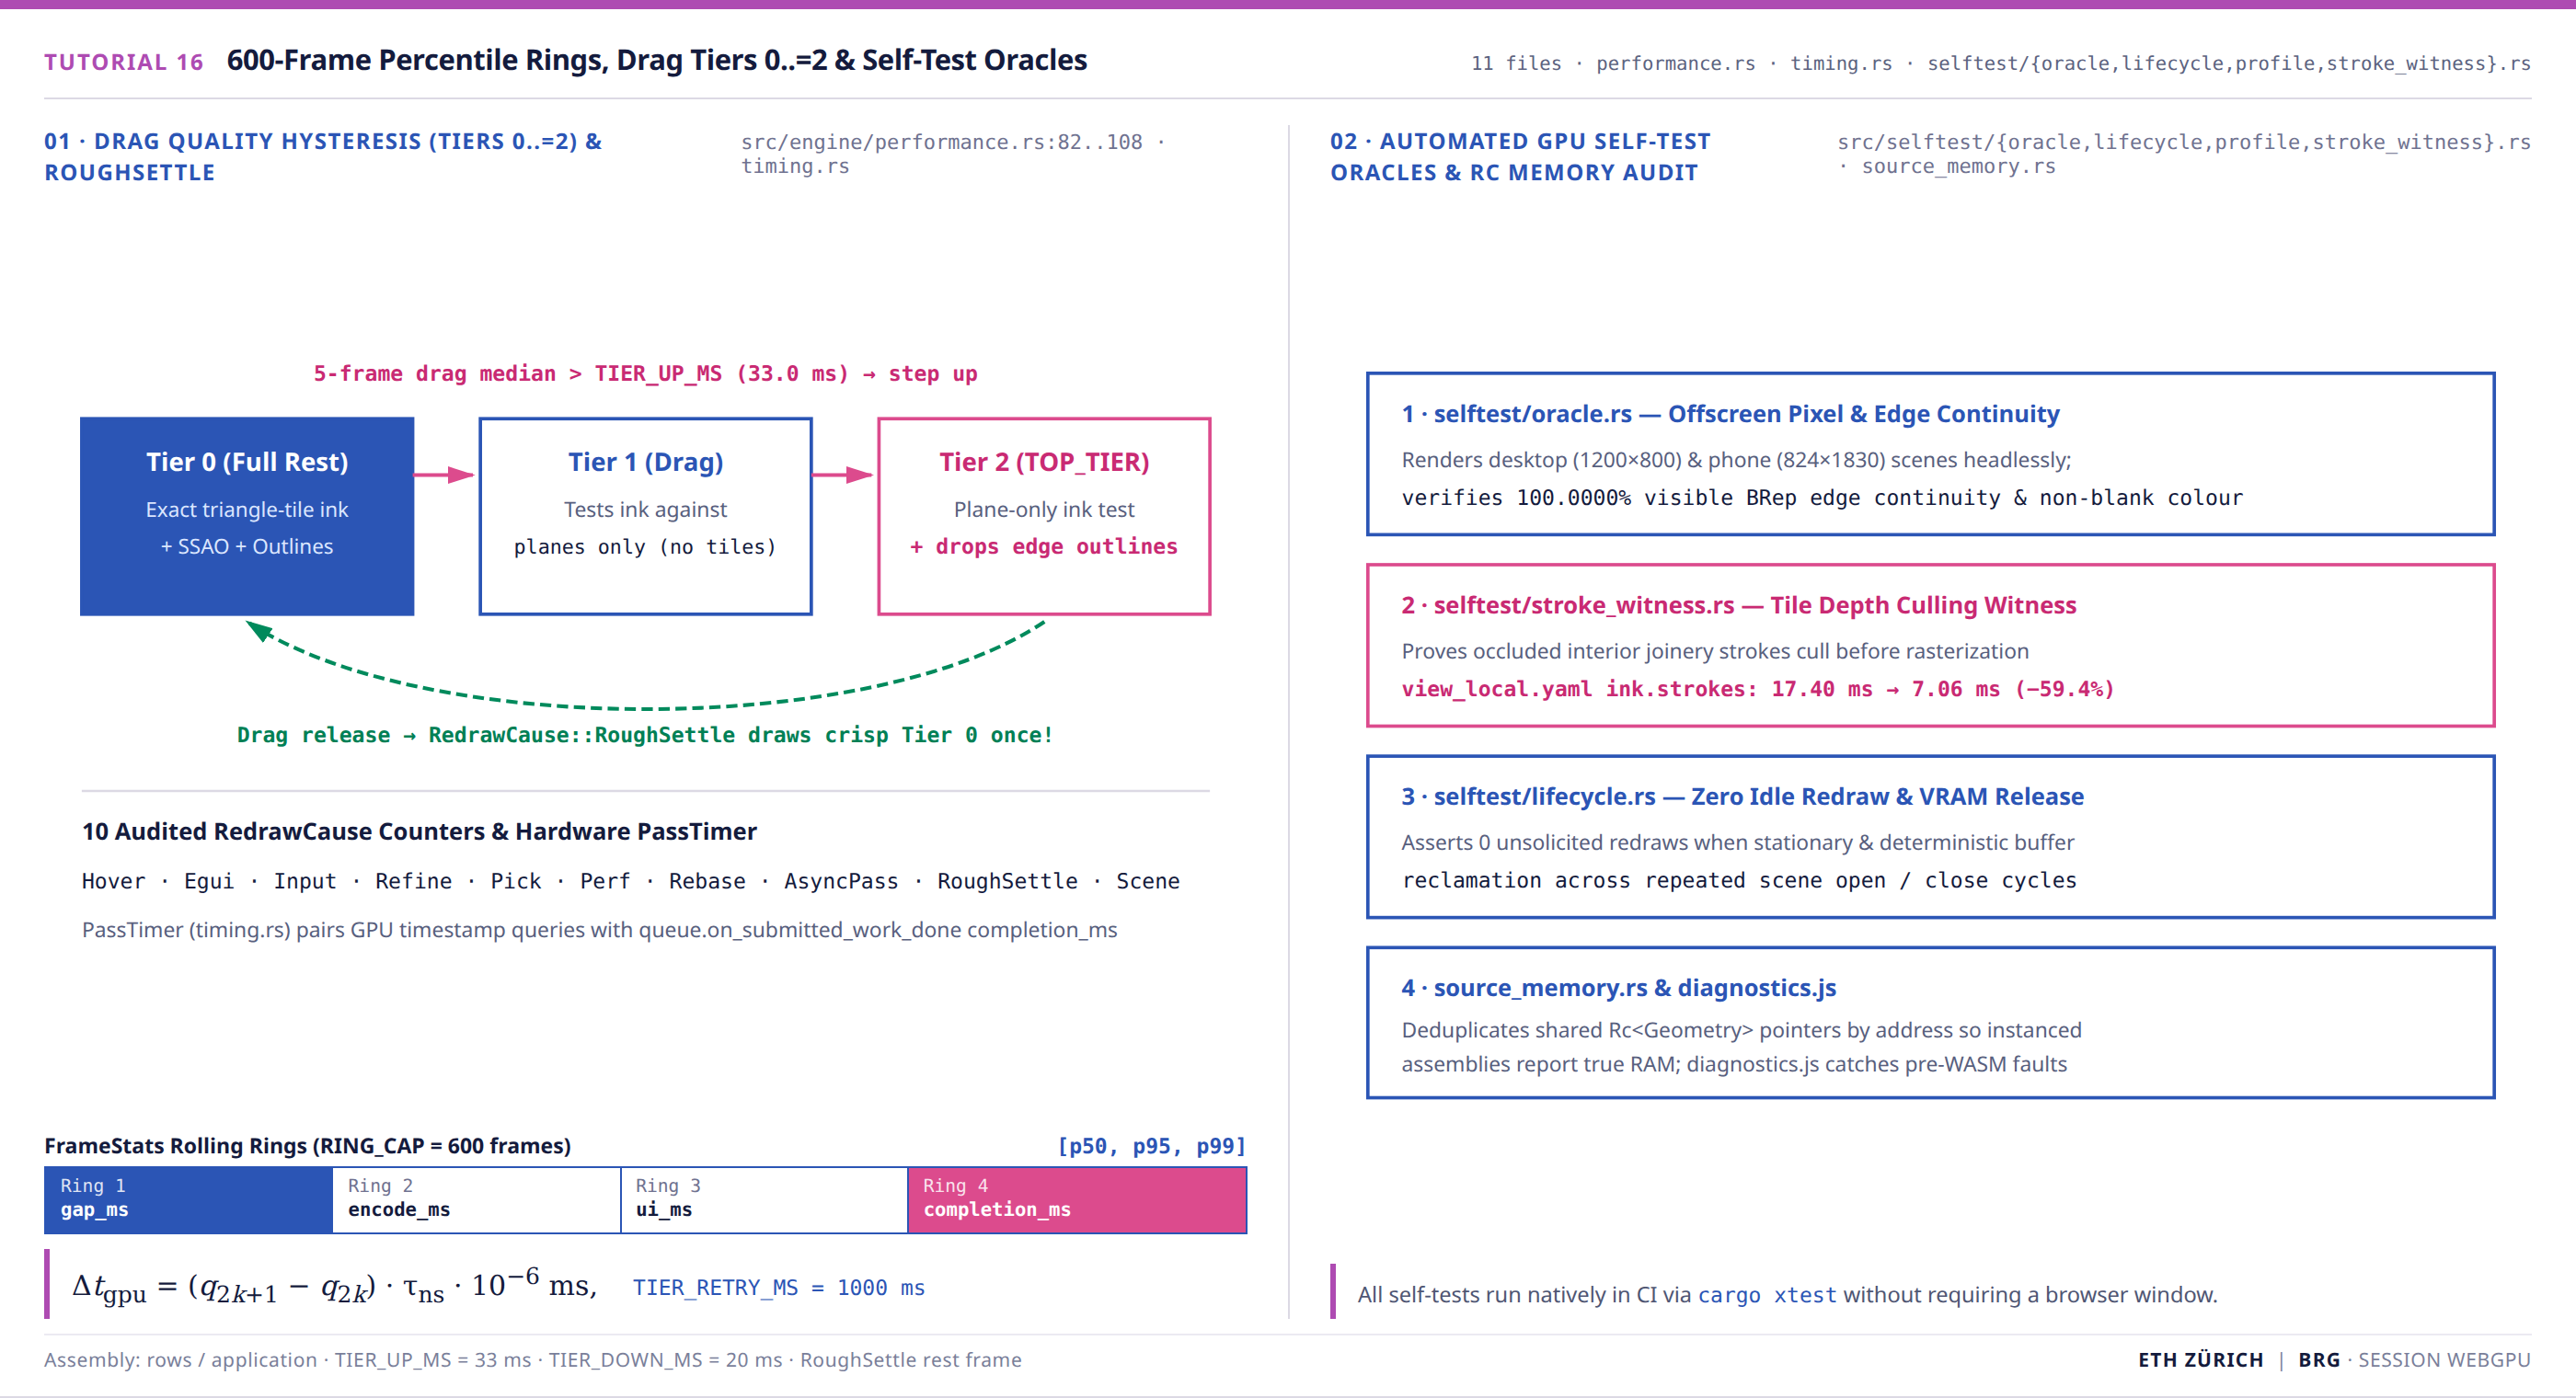 TUTORIAL 16 600-Frame Percentile Rings, Drag Tiers 0..=2 & Self-Test Oracles
11 files · performance.rs · timing.rs · selftest/{oracle,lifecycle,profile,stroke_witness}.rs
01 · DRAG QUALITY HYSTERESIS (TIERS 0..=2) &
ROUGHSETTLE
src/engine/performance.rs:82..108 ·
timing.rs
5-frame drag median > TIER_UP_MS (33.0 ms) → step up
Tier 0 (Full Rest)
Exact triangle-tile ink
+ SSAO + Outlines
Tier 1 (Drag)
Tests ink against
planes only (no tiles)
Tier 2 (TOP_TIER)
Plane-only ink test
+ drops edge outlines
Drag release → RedrawCause::RoughSettle draws crisp Tier 0 once!
10 Audited RedrawCause Counters & Hardware PassTimer
Hover · Egui · Input · Refine · Pick · Perf · Rebase · AsyncPass · RoughSettle · Scene
PassTimer (timing.rs) pairs GPU timestamp queries with queue.on_submitted_work_done completion_ms
FrameStats Rolling Rings (RING_CAP = 600 frames)
[p50, p95, p99]
Ring 1
gap_ms
Ring 2
encode_ms
Ring 3
ui_ms
Ring 4
completion_ms
Δt_gpu = (q_2k+1 − q_2k) · τ_ns · 10^−6 ms, TIER_RETRY_MS = 1000 ms
02 · AUTOMATED GPU SELF-TEST
ORACLES & RC MEMORY AUDIT
src/selftest/{oracle,lifecycle,profile,stroke_witness}.rs
· source_memory.rs
1 · selftest/oracle.rs — Offscreen Pixel & Edge Continuity
Renders desktop (1200×800) & phone (824×1830) scenes headlessly;
verifies 100.0000% visible BRep edge continuity & non-blank colour
2 · selftest/stroke_witness.rs — Tile Depth Culling Witness
Proves occluded interior joinery strokes cull before rasterization
view_local.yaml ink.strokes: 17.40 ms → 7.06 ms (−59.4%)
3 · selftest/lifecycle.rs — Zero Idle Redraw & VRAM Release
Asserts 0 unsolicited redraws when stationary & deterministic buffer
reclamation across repeated scene open / close cycles
4 · source_memory.rs & diagnostics.js
Deduplicates shared Rc<Geometry> pointers by address so instanced
assemblies report true RAM; diagnostics.js catches pre-WASM faults
All self-tests run natively in CI via cargo xtest without requiring a browser window.
Assembly: rows / application · TIER_UP_MS = 33 ms · TIER_DOWN_MS = 20 ms · RoughSettle rest frame
ETH ZÜRICH | BRG · SESSION WEBGPU